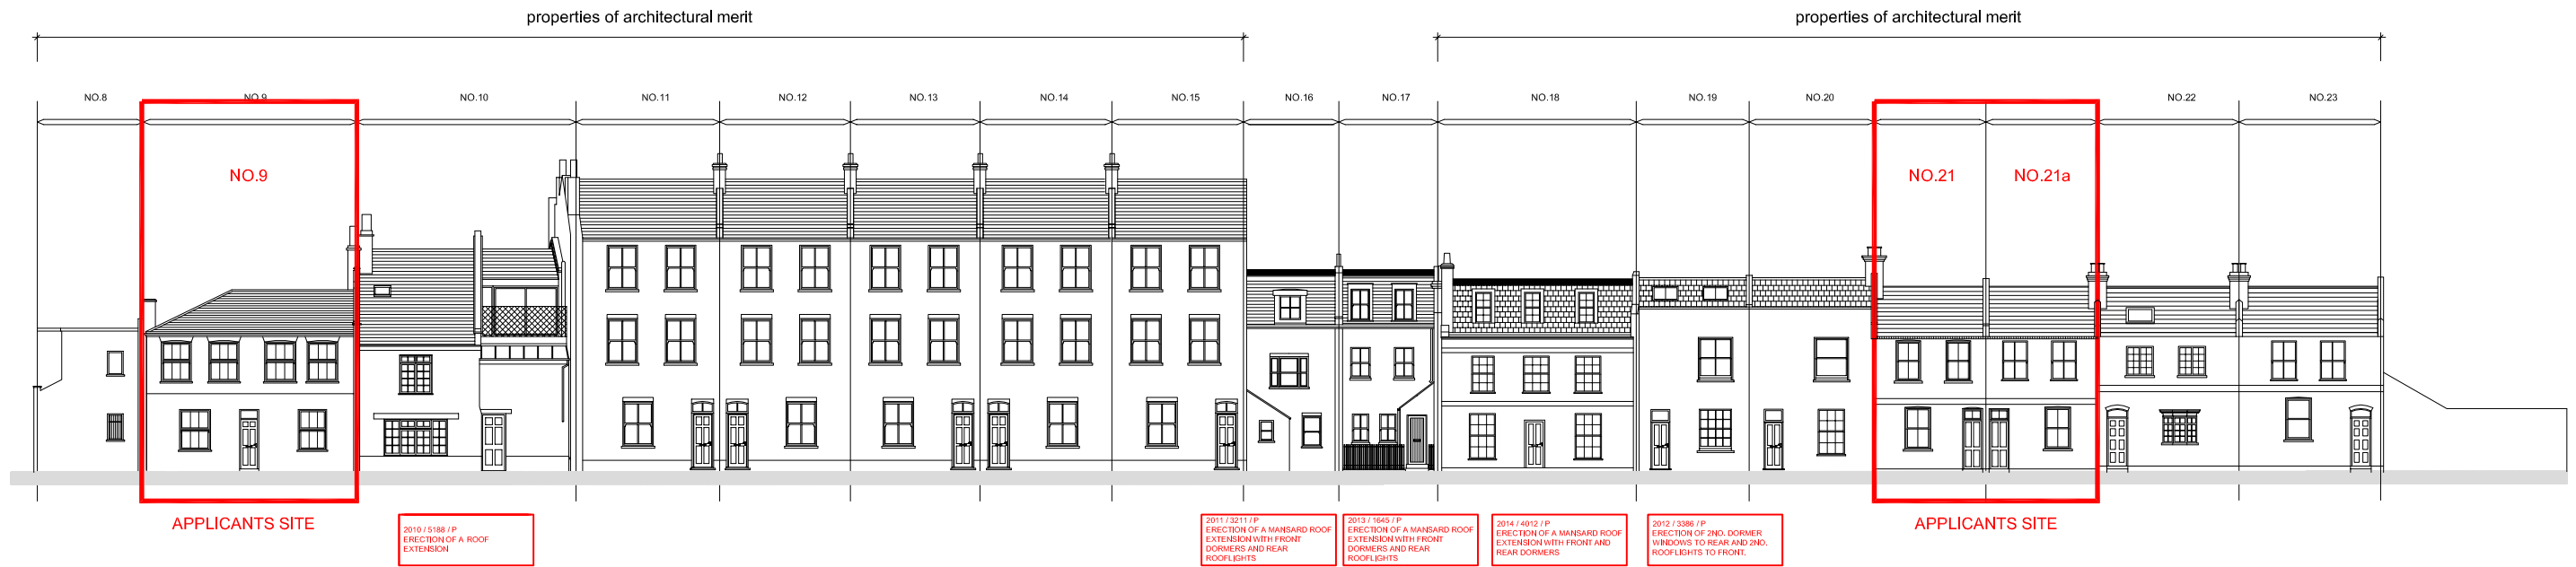 properties of architectural merit
properties of architectural merit
NO.8
NO.9
NO.10
NO.11
NO.12
NO.13
NO.14
NO.15
NO.16
NO.17
NO.18
NO.19
NO.20
NO.22
NO.23
NO.9
NO.21
NO.21a
APPLICANTS SITE
2010 / 5188 / P
ERECTION OF A ROOF
EXTENSION
2011 / 3211 / P
ERECTION OF A MANSARD ROOF
EXTENSION WITH FRONT
DORMERS AND REAR
ROOFLIGHTS
2013 / 1645 / P
ERECTION OF A MANSARD ROOF
EXTENSION WITH FRONT
DORMERS AND REAR
ROOFLIGHTS
2014 / 4012 / P
ERECTION OF A MANSARD ROOF
EXTENSION WITH FRONT AND
REAR DORMERS
2012 / 3386 / P
ERECTION OF 2NO. DORMER
WINDOWS TO REAR AND 2NO.
ROOFLIGHTS TO FRONT.
APPLICANTS SITE